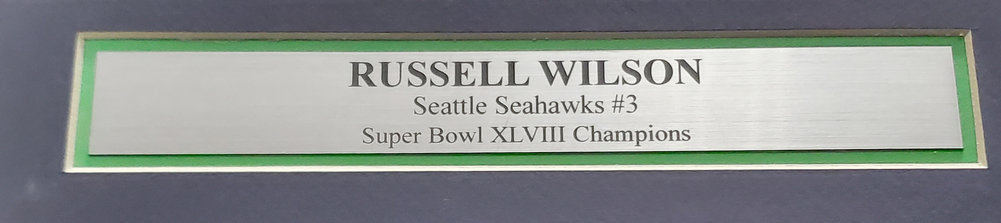 RUSSELL WILSON
Seattle Seahawks #3
Super Bowl XLVIII Champions